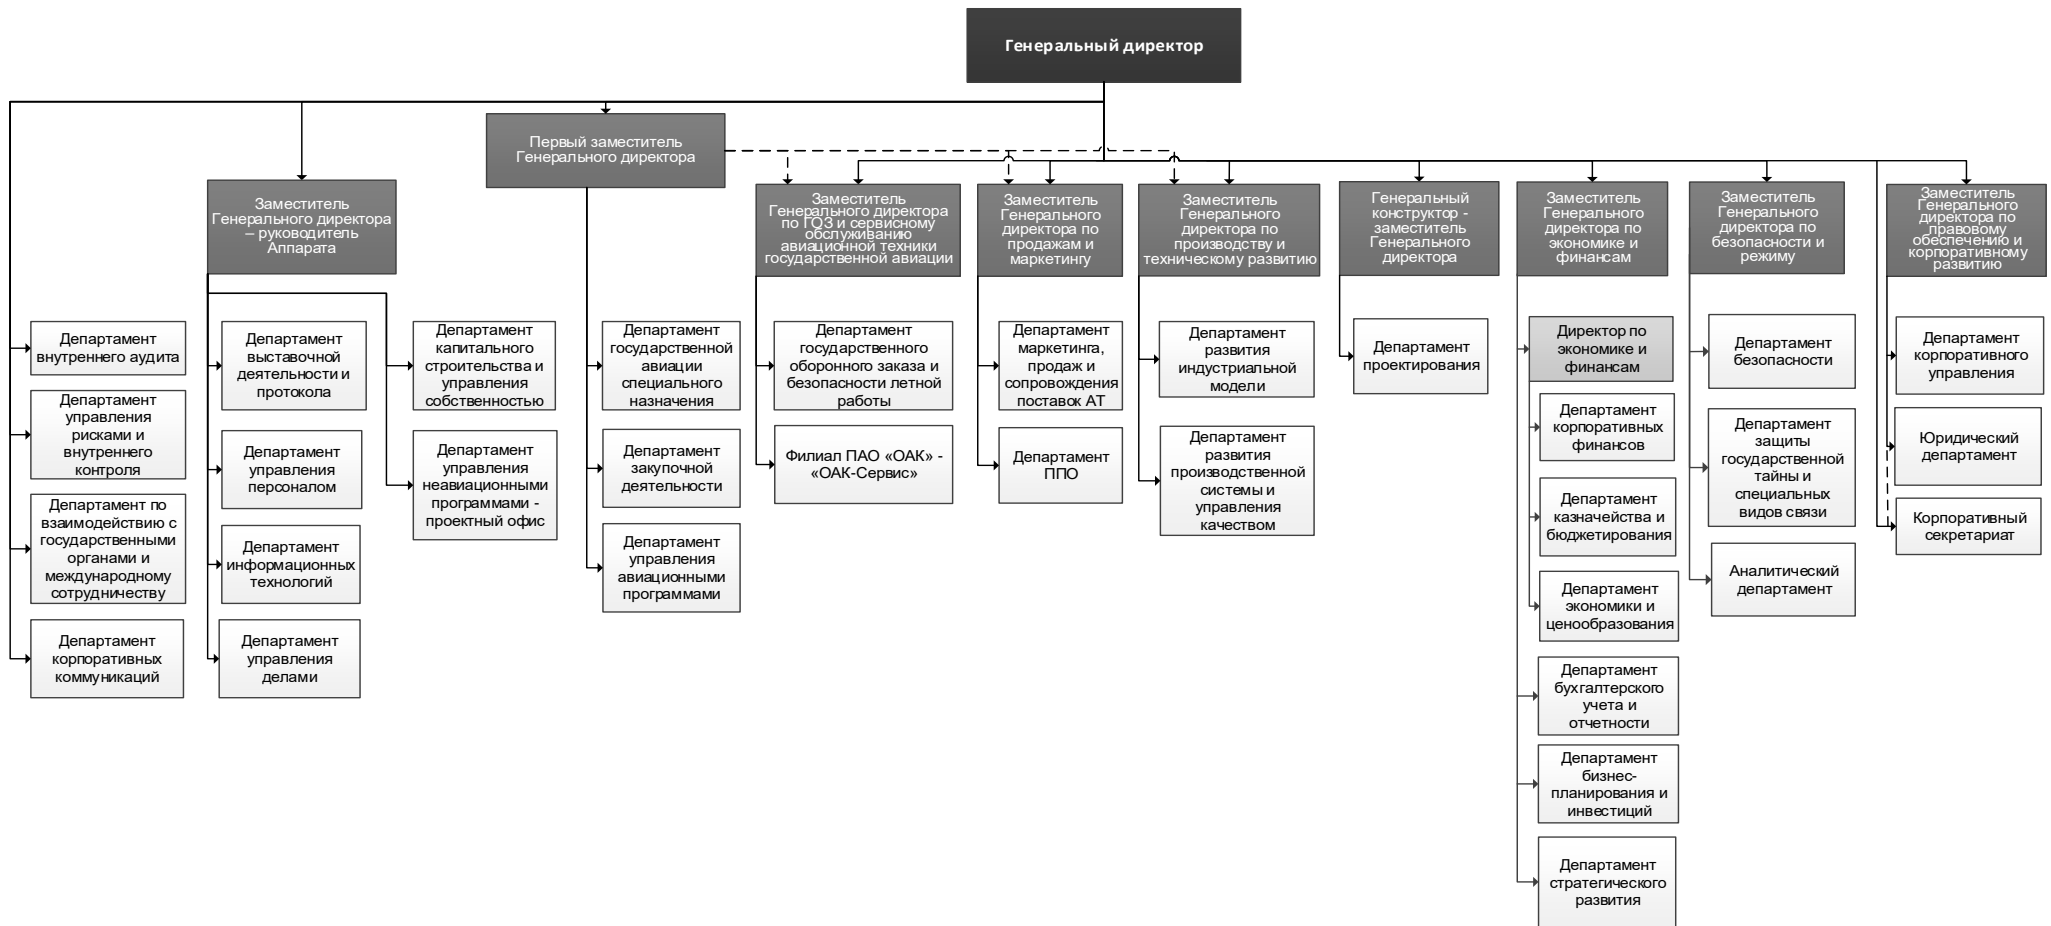 Генеральный директор
Первый заместитель
Генерального директора
Заместитель
Генерального директора
– руководитель
Аппарата
Заместитель
Генерального директора
по ГОЗ и сервисному
обслуживанию
авиационной техники
государственной авиации
Заместитель
Генерального
директора по
продажам и
маркетингу
Заместитель
Генерального
директора по
производству и
техническому развитию
Генеральный
конструктор -
заместитель
Генерального
директора
Заместитель
Генерального
директора по
экономике и
финансам
Заместитель
Генерального
директора по
безопасности и
режиму
Заместитель
Генерального
директора по
правовому
обеспечению и
корпоративному
развитию
Департамент
внутреннего аудита
Департамент
управления
рисками и
внутреннего
контроля
Департамент по
взаимодействию с
государственными
органами и
международному
сотрудничеству
Департамент
корпоративных
коммуникаций
Департамент
выставочной
деятельности и
протокола
Департамент
управления
персоналом
Департамент
информационных
технологий
Департамент
управления
делами
Департамент
капитального
строительства и
управления
собственностью
Департамент
управления
неавиационными
программами -
проектный офис
Департамент
государственной
авиации
специального
назначения
Департамент
закупочной
деятельности
Департамент
управления
авиационными
программами
Департамент
государственного
оборонного заказа и
безопасности летной
работы
Филиал ПАО «ОАК» -
«ОАК-Сервис»
Департамент
маркетинга,
продаж и
сопровождения
поставок АТ
Департамент
ППО
Департамент
развития
индустриальной
модели
Департамент
развития
производственной
системы и
управления
качеством
Департамент
проектирования
Директор по
экономике и
финансам
Департамент
корпоративных
финансов
Департамент
казначейства и
бюджетирования
Департамент
экономики и
ценообразования
Департамент
бухгалтерского
учета и
отчетности
Департамент
бизнес-
планирования и
инвестиций
Департамент
стратегического
развития
Департамент
безопасности
Департамент
защиты
государственной
тайны и
специальных
видов связи
Аналитический
департамент
Департамент
корпоративного
управления
Юридический
департамент
Корпоративный
секретариат